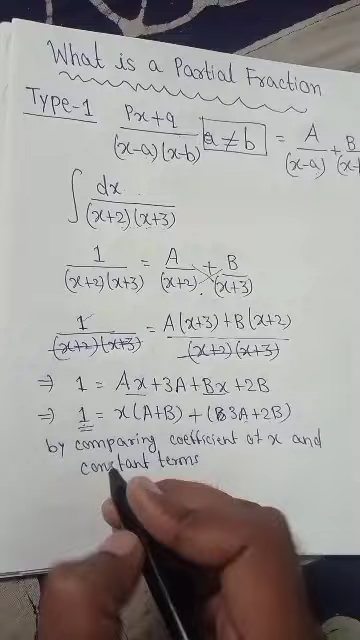 What is a Partial Fraction
Type-1 Px+q / (x-a)(x-b) a ≠ b = A / (x-a) + B
∫ dx / (x+2)(x+3)
1 / (x+2)(x+3) = A / (x+2) + B / (x+3)
1 / (x+2)(x+3) = A(x+3)+B(x+2) / (x+2)(x+3)
⇒ 1 = Ax+3A+Bx+2B
⇒ 1 = x(A+B) + (3A+2B)
by comparing coefficient of x and
constant terms